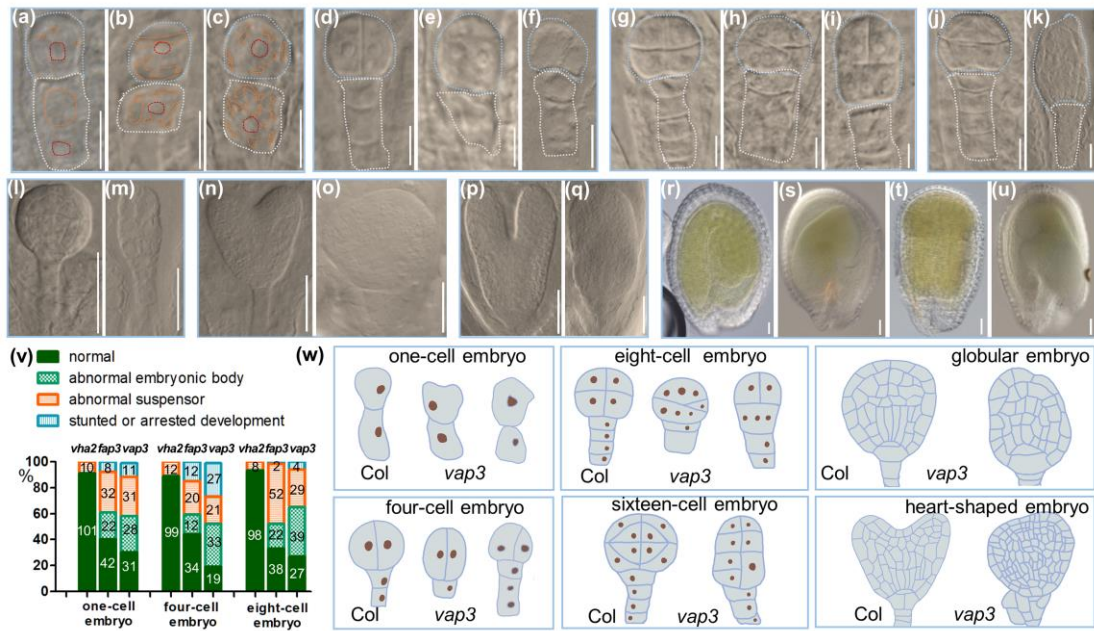 (a) (b) (c) (d) (e) (f) (g) (h) (i) (j) (k)
(l) (m) (n) (o) (p) (q) (r) (s) (t) (u)
(v)
normal
abnormal embryonic body
abnormal suspensor
stunted or arrested development
vha2 fap3 vap3 vha2 fap3 vap3 vha2 fap3 vap3
%
100
80
60
40
20
0
10 8 11 12 12 27 8 2 4
32 31 20 21 52 29
22 28 12 33 22 39
101 42 31 99 34 19 98 38 27
one-cell embryo
four-cell embryo
eight-cell embryo
(w)
one-cell embryo
Col vap3
eight-cell embryo
Col vap3
globular embryo
Col vap3
four-cell embryo
Col vap3
sixteen-cell embryo
Col vap3
heart-shaped embryo
Col vap3